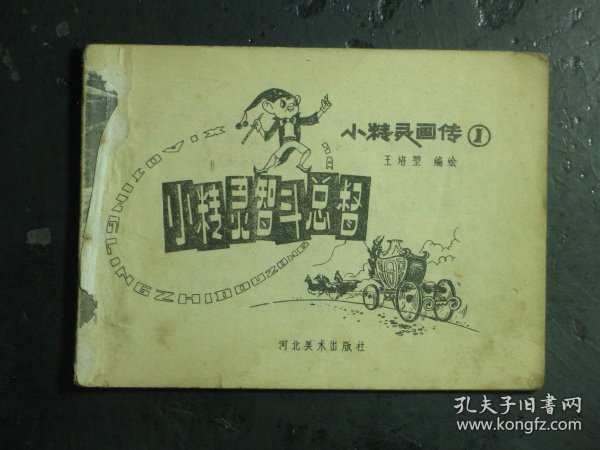 小精灵画传①
王培堃 编绘
小精灵智斗总督
XIAOJINGLINGZHIDOUZONGDU
河北美术出版社
孔夫子旧书网
www.kongfz.com